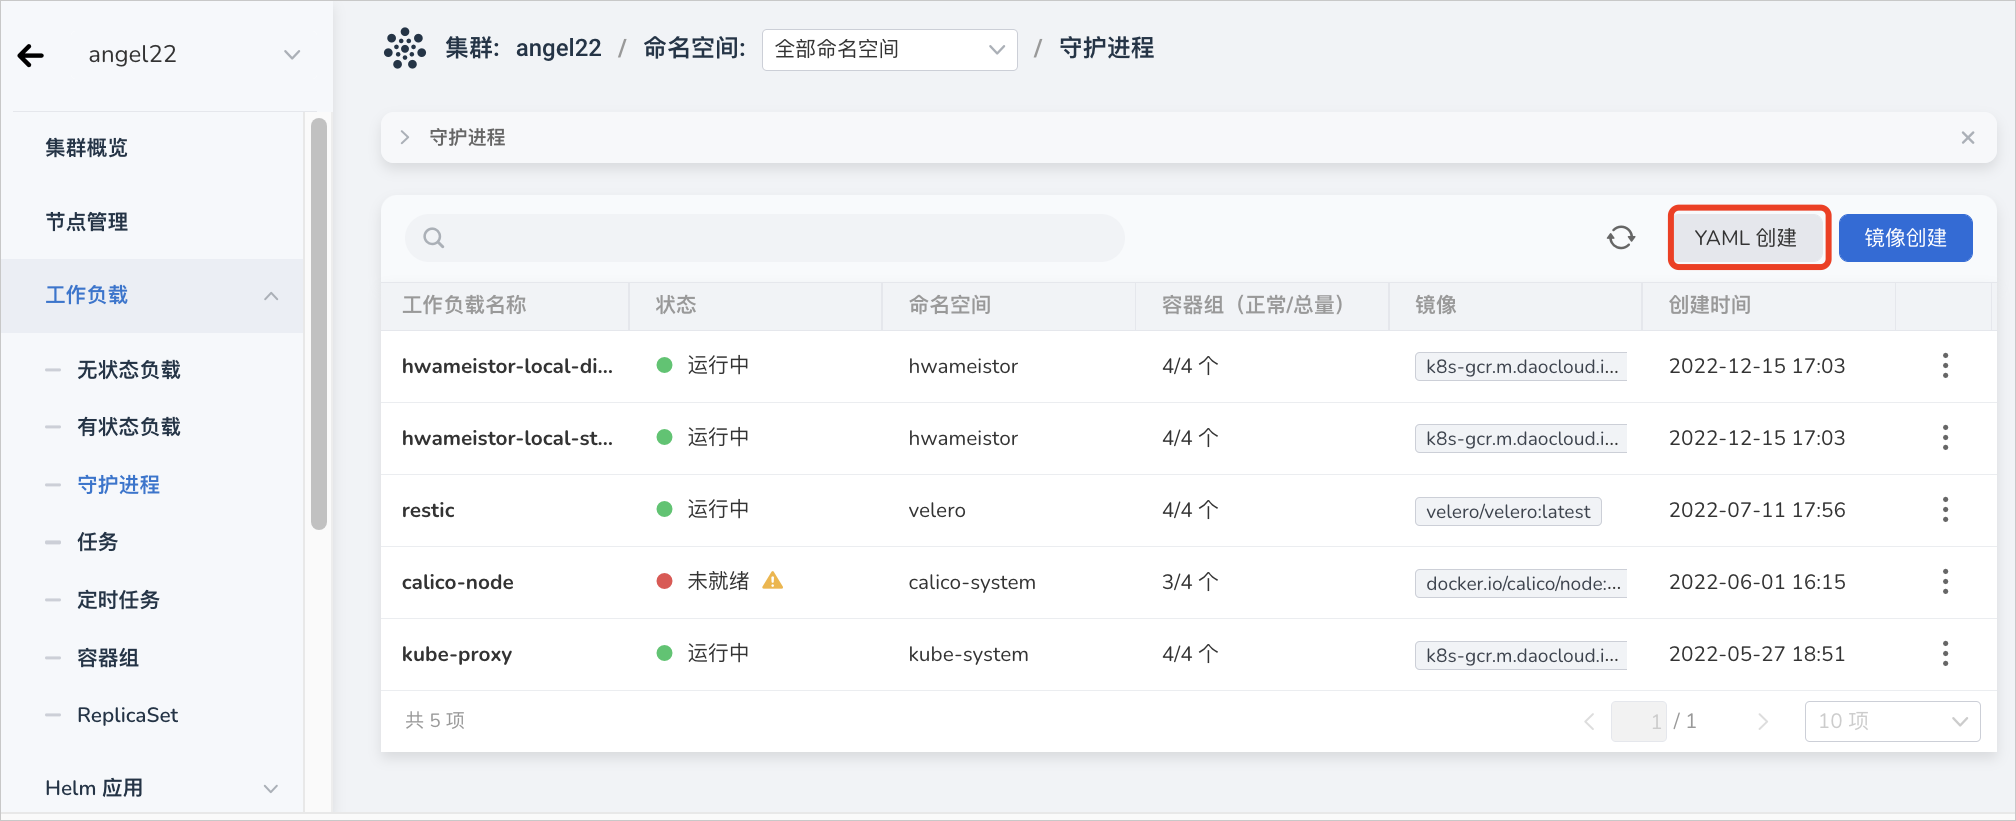 angel22
集群: angel22 / 命名空间: 全部命名空间 / 守护进程
集群概览
节点管理
工作负载
无状态负载
有状态负载
守护进程
任务
定时任务
容器组
ReplicaSet
Helm 应用
守护进程
YAML 创建 镜像创建
工作负载名称 状态 命名空间 容器组（正常/总量） 镜像 创建时间
hwameistor-local-di... 运行中 hwameistor 4/4 个 k8s-gcr.m.daocloud.i... 2022-12-15 17:03
hwameistor-local-st... 运行中 hwameistor 4/4 个 k8s-gcr.m.daocloud.i... 2022-12-15 17:03
restic 运行中 velero 4/4 个 velero/velero:latest 2022-07-11 17:56
calico-node 未就绪 calico-system 3/4 个 docker.io/calico/node:... 2022-06-01 16:15
kube-proxy 运行中 kube-system 4/4 个 k8s-gcr.m.daocloud.i... 2022-05-27 18:51
共 5 项 1 / 1 10 项